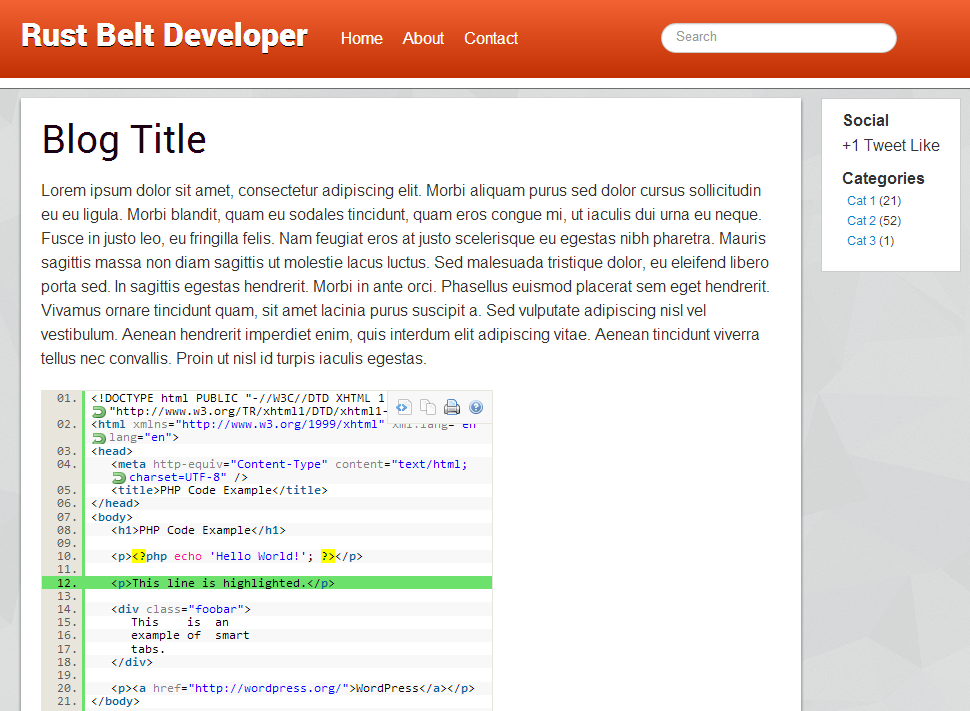 Rust Belt Developer
Home About Contact
Search
Blog Title
Lorem ipsum dolor sit amet, consectetur adipiscing elit. Morbi aliquam purus sed dolor cursus sollicitudin
eu eu ligula. Morbi blandit, quam eu sodales tincidunt, quam eros congue mi, ut iaculis dui urna eu neque.
Fusce in justo leo, eu fringilla felis. Nam feugiat eros at justo scelerisque eu egestas nibh pharetra. Mauris
sagittis massa non diam sagittis ut molestie lacus luctus. Sed malesuada tristique dolor, eu eleifend libero
porta sed. In sagittis egestas hendrerit. Morbi in ante orci. Phasellus euismod placerat sem eget hendrerit.
Vivamus ornare tincidunt quam, sit amet lacinia purus suscipit a. Sed vulputate adipiscing nisl vel
vestibulum. Aenean hendrerit imperdiet enim, quis interdum elit adipiscing vitae. Aenean tincidunt viverra
tellus nec convallis. Proin ut nisl id turpis iaculis egestas.
01. <!DOCTYPE html PUBLIC "-//W3C//DTD XHTML 1
"http://www.w3.org/TR/xhtml1/DTD/xhtml1-
02. <html xmlns="http://www.w3.org/1999/xhtml" xml:lang="en"
lang="en">
03. <head>
04. <meta http-equiv="Content-Type" content="text/html;
charset=UTF-8" />
05. <title>PHP Code Example</title>
06. </head>
07. <body>
08. <h1>PHP Code Example</h1>
09.
10. <p><?php echo 'Hello World!'; ?></p>
11.
12. <p>This line is highlighted.</p>
13.
14. <div class="foobar">
15. This is an
16. example of smart
17. tabs.
18. </div>
19.
20. <p><a href="http://wordpress.org/">WordPress</a></p>
21. </body>
Social
+1 Tweet Like
Categories
Cat 1 (21)
Cat 2 (52)
Cat 3 (1)